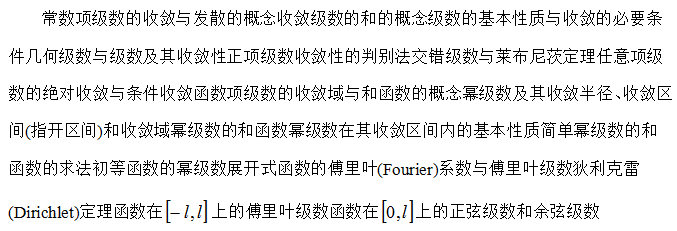 常数项级数的收敛与发散的概念收敛级数的和的概念级数的基本性质与收敛的必要条
件几何级数与级数及其收敛性正项级数收敛性的判别法交错级数与莱布尼茨定理任意项级
数的绝对收敛与条件收敛函数项级数的收敛域与和函数的概念幂级数及其收敛半径、收敛区
间(指开区间)和收敛域幂级数的和函数幂级数在其收敛区间内的基本性质简单幂级数的和
函数的求法初等函数的幂级数展开式函数的傅里叶(Fourier)系数与傅里叶级数狄利克雷
(Dirichlet)定理函数在[-l,l]上的傅里叶级数函数在[0,l]上的正弦级数和余弦级数